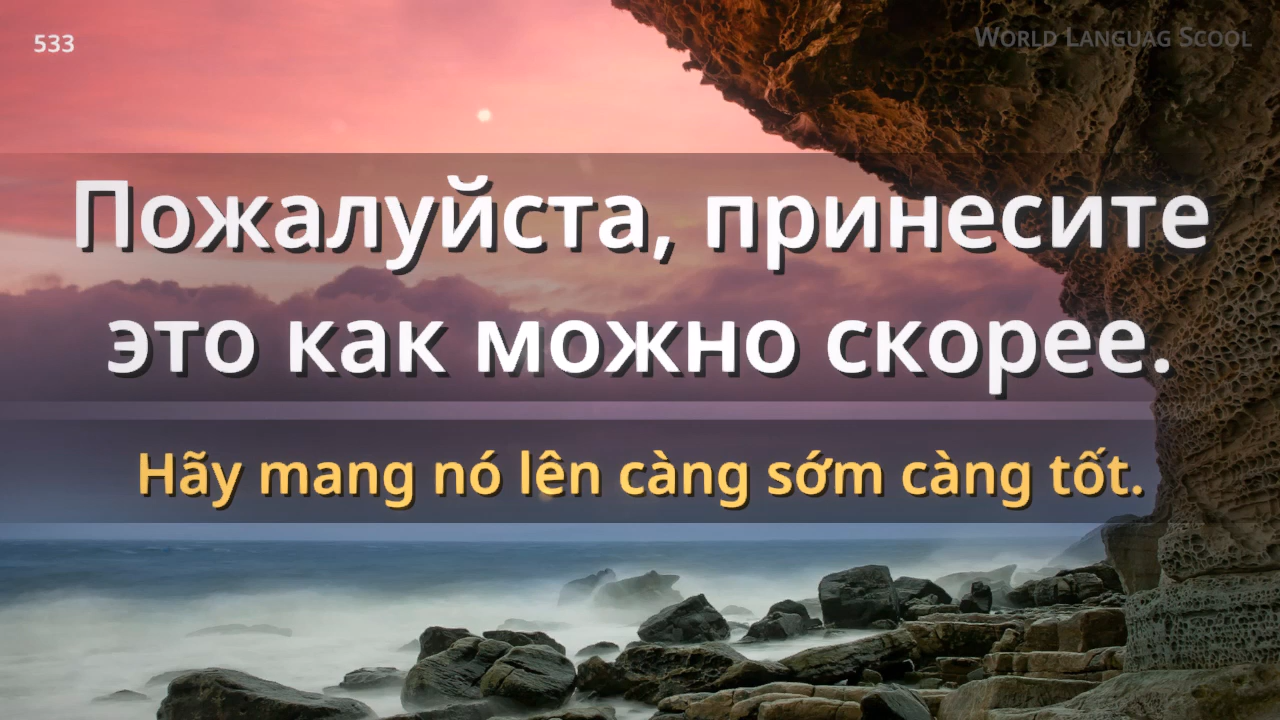 533
World Languag Scool
Пожалуйста, принесите
это как можно скорее.
Hãy mang nó lên càng sớm càng tốt.